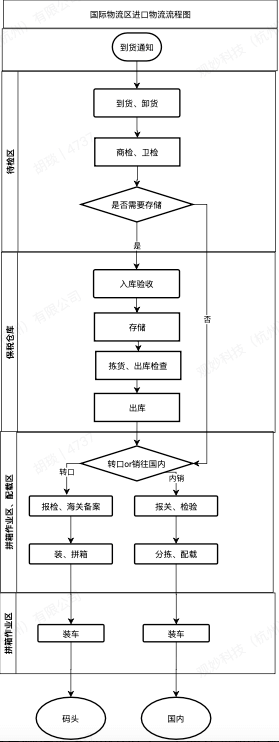 国际物流区进口物流流程图
到货通知
待检区
到货、卸货
商检、卫检
是否需要存储
是
否
保税仓库
入库验收
存储
拣货、出库检查
出库
拼箱作业区、配载区
转口or销往国内
转口
内销
报检、海关备案
报关、检验
装、拼箱
分拣、配载
拼箱作业区
装车
装车
码头
国内